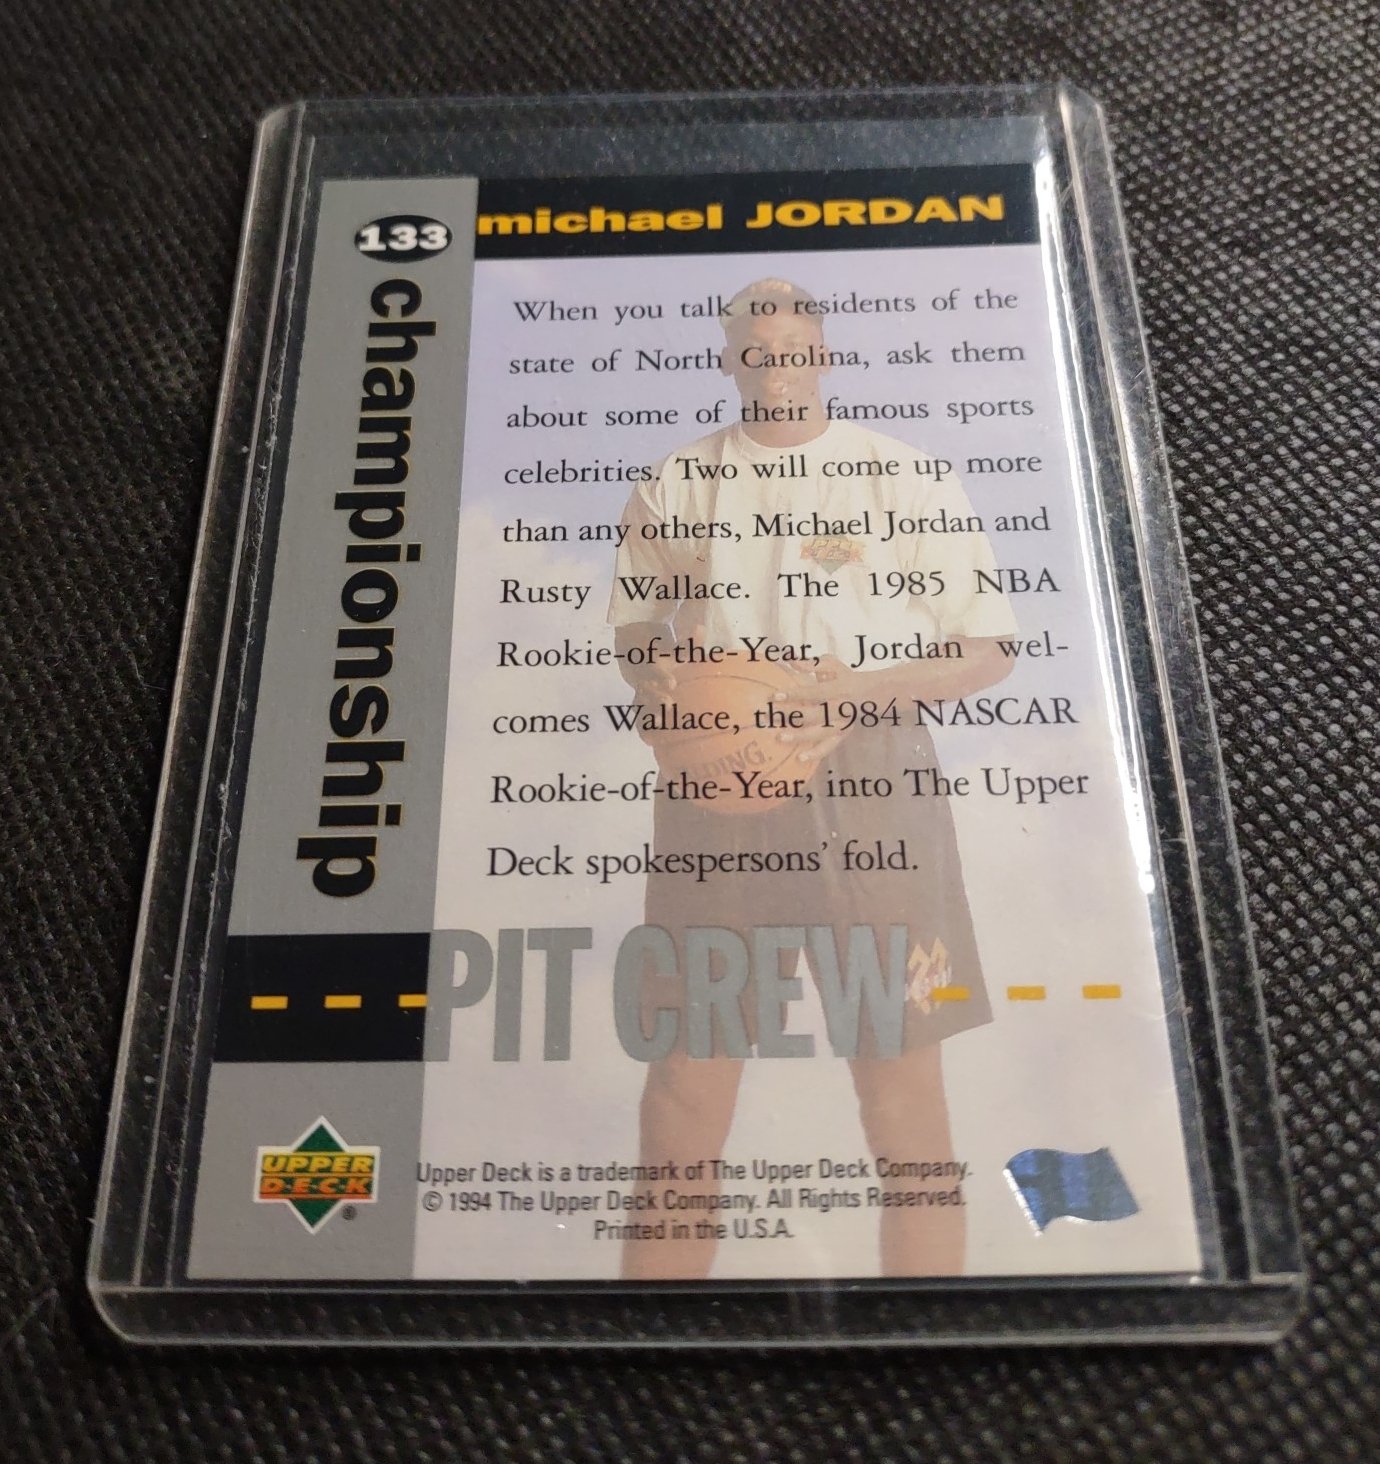 133
michael JORDAN
championship
When you talk to residents of the
state of North Carolina, ask them
about some of their famous sports
celebrities. Two will come up more
than any others, Michael Jordan and
Rusty Wallace. The 1985 NBA
Rookie-of-the-Year, Jordan wel-
comes Wallace, the 1984 NASCAR
Rookie-of-the-Year, into The Upper
Deck spokespersons' fold.
PIT CREW
UPPER
DECK
®
Upper Deck is a trademark of The Upper Deck Company.
© 1994 The Upper Deck Company. All Rights Reserved.
Printed in the U.S.A.